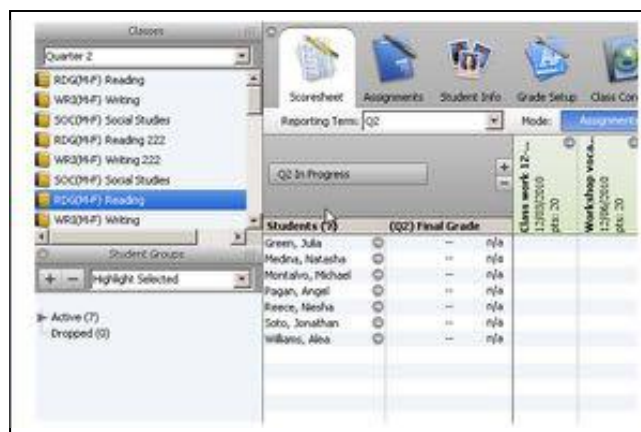 Classes
Quarter 2
RDG(M-F) Reading
WRI(M-F) Writing
SOC(M-F) Social Studies
RDG(M-F) Reading 222
WRI(M-F) Writing 222
SOC(M-F) Social Studies
RDG(M-F) Reading
WRI(M-F) Writing
Student Groups
+ − Highlight Selected
Active (7)
Dropped (0)
Scoresheet Assignments Student Info Grade Setup Class Con
Reporting Term: Q2 Mode: Assignments
Q2 In Progress + −
Class work 12-...
12/03/2010
pts: 20
Workshop voca..
12/06/2010
pts: 20
Students (7) (Q2) Final Grade
Green, Julia -- n/a
Medina, Natasha -- n/a
Montalvo, Michael -- n/a
Pagan, Angel -- n/a
Reece, Niesha -- n/a
Soto, Jonathan -- n/a
Williams, Alea -- n/a